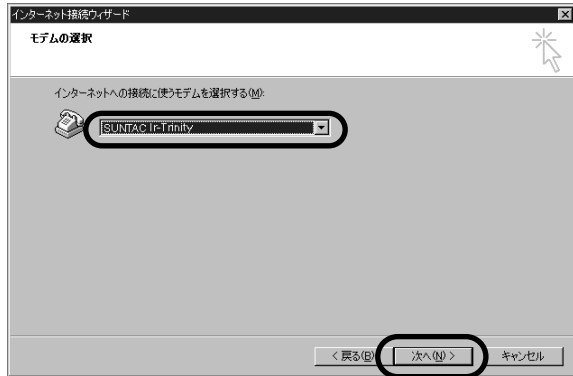 インターネット接続ウィザード
モデムの選択
インターネットへの接続に使うモデムを選択する(M):
SUNTAC Ir-Trinity
< 戻る(B)
次へ(N) >
キャンセル